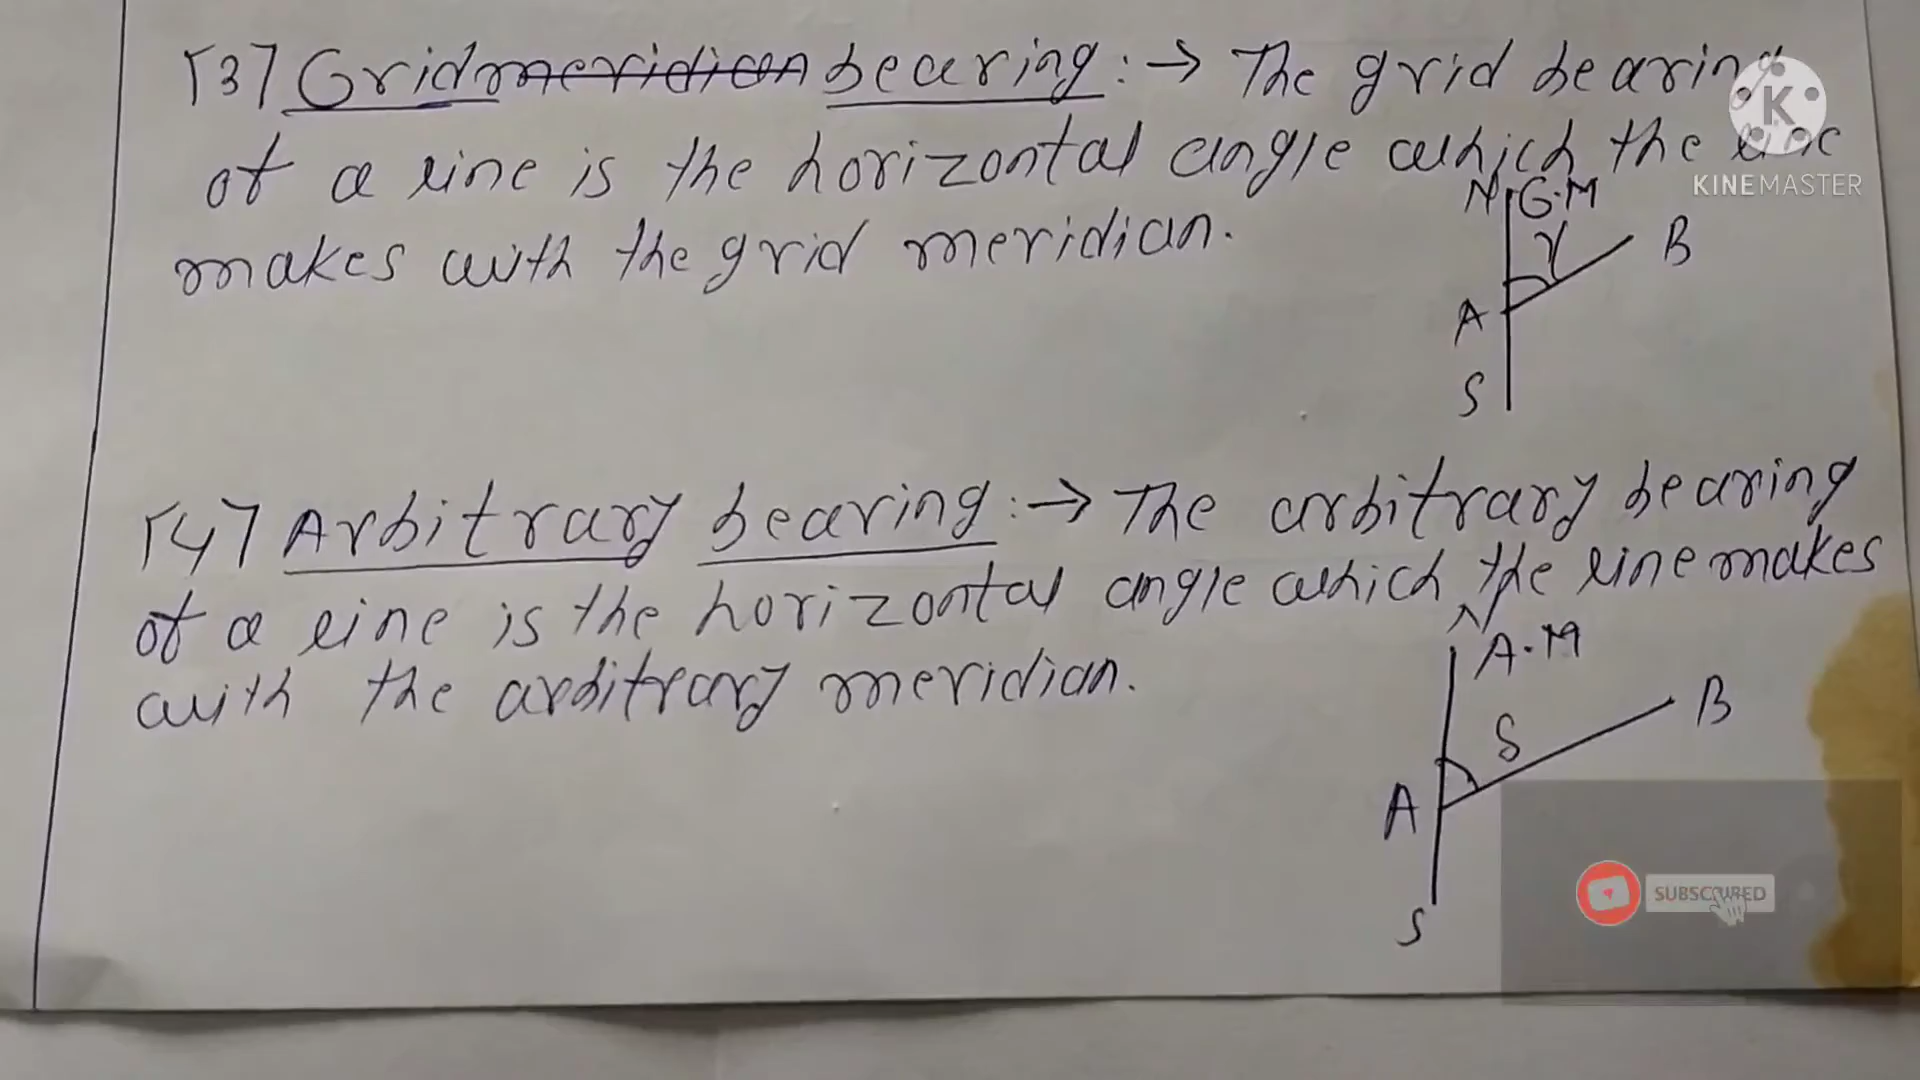 [3] Grid meridian bearing :→ The grid bearing
of a line is the horizontal angle which the line
makes with the grid meridian.
N G.M
γ B
A
S
[4] Arbitrary bearing :→ The arbitrary bearing
of a line is the horizontal angle which the line makes
with the arbitrary meridian.
N
A.M
B
δ
A
S
K
KINEMASTER
SUBSCRIBED